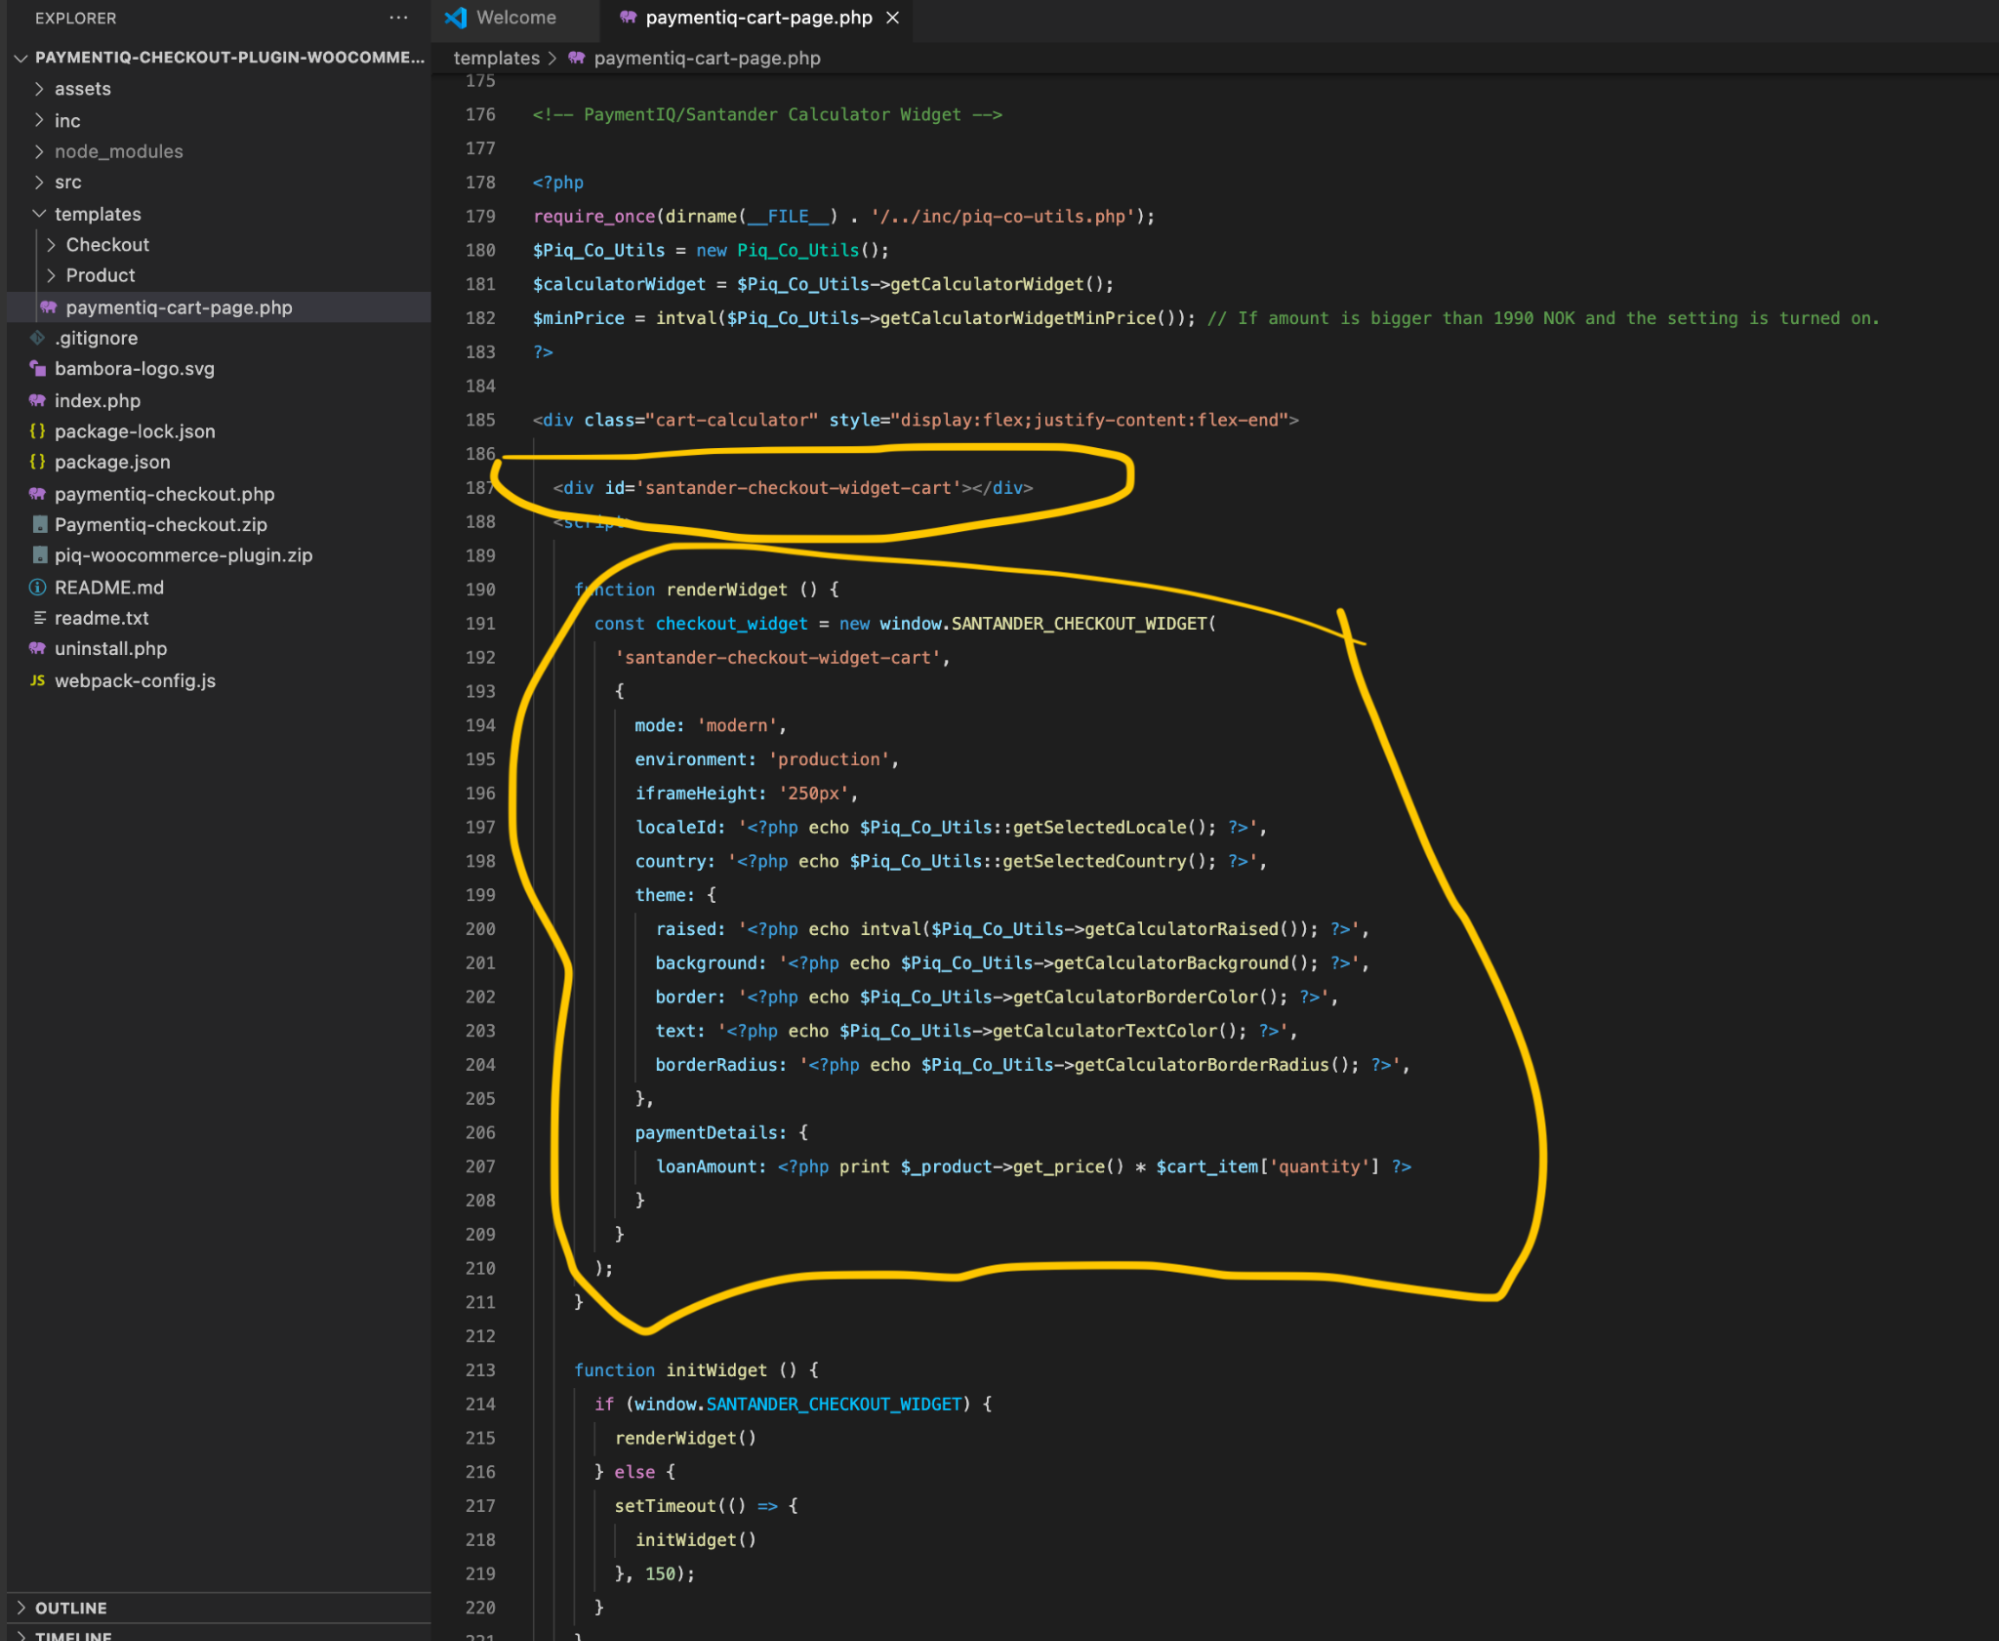 EXPLORER
PAYMENTIQ-CHECKOUT-PLUGIN-WOOCOMME...
assets
inc
node_modules
src
templates
Checkout
Product
paymentiq-cart-page.php
.gitignore
bambora-logo.svg
index.php
package-lock.json
package.json
paymentiq-checkout.php
Paymentiq-checkout.zip
piq-woocommerce-plugin.zip
README.md
readme.txt
uninstall.php
JS webpack-config.js
OUTLINE
TIMELINE
Welcome
paymentiq-cart-page.php
templates > paymentiq-cart-page.php
175
176 <!-- PaymentIQ/Santander Calculator Widget -->
177
178 <?php
179 require_once(dirname(__FILE__) . '/../inc/piq-co-utils.php');
180 $Piq_Co_Utils = new Piq_Co_Utils();
181 $calculatorWidget = $Piq_Co_Utils->getCalculatorWidget();
182 $minPrice = intval($Piq_Co_Utils->getCalculatorWidgetMinPrice()); // If amount is bigger than 1990 NOK and the setting is turned on.
183 ?>
184
185 <div class="cart-calculator" style="display:flex;justify-content:flex-end">
186
187 <div id='santander-checkout-widget-cart'></div>
188 <script>
189
190 function renderWidget () {
191 const checkout_widget = new window.SANTANDER_CHECKOUT_WIDGET(
192 'santander-checkout-widget-cart',
193 {
194 mode: 'modern',
195 environment: 'production',
196 iframeHeight: '250px',
197 localeId: '<?php echo $Piq_Co_Utils::getSelectedLocale(); ?>',
198 country: '<?php echo $Piq_Co_Utils::getSelectedCountry(); ?>',
199 theme: {
200 raised: '<?php echo intval($Piq_Co_Utils->getCalculatorRaised()); ?>',
201 background: '<?php echo $Piq_Co_Utils->getCalculatorBackground(); ?>',
202 border: '<?php echo $Piq_Co_Utils->getCalculatorBorderColor(); ?>',
203 text: '<?php echo $Piq_Co_Utils->getCalculatorTextColor(); ?>',
204 borderRadius: '<?php echo $Piq_Co_Utils->getCalculatorBorderRadius(); ?>',
205 },
206 paymentDetails: {
207 loanAmount: <?php print $_product->get_price() * $cart_item['quantity'] ?>
208 }
209 }
210 );
211 }
212
213 function initWidget () {
214 if (window.SANTANDER_CHECKOUT_WIDGET) {
215 renderWidget()
216 } else {
217 setTimeout(() => {
218 initWidget()
219 }, 150);
220 }
221 }